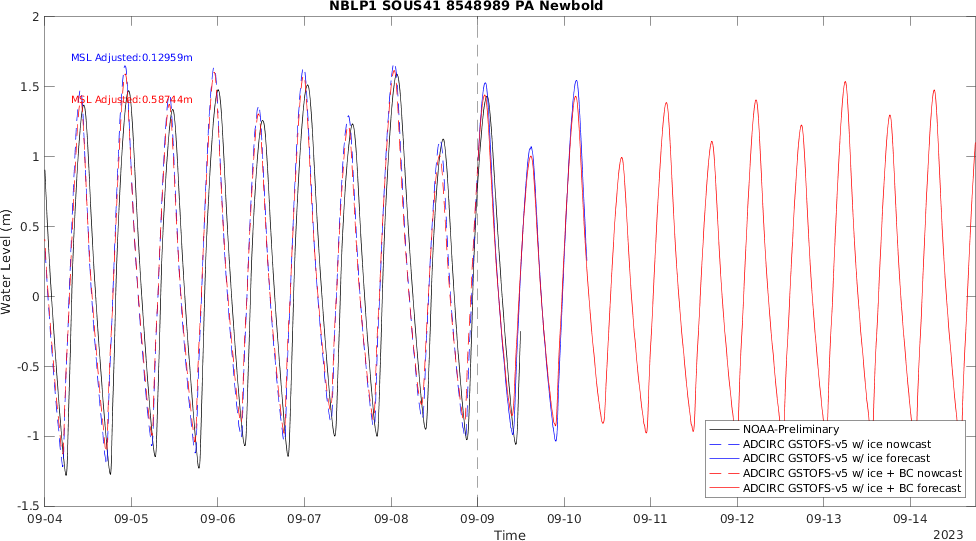 NBLP1 SOUS41 8548989 PA Newbold
MSL Adjusted:0.12959m
MSL Adjusted:0.58744m
2
1.5
1
0.5
0
-0.5
-1
-1.5
Water Level (m)
NOAA-Preliminary
ADCIRC GSTOFS-v5 w/ ice nowcast
ADCIRC GSTOFS-v5 w/ ice forecast
ADCIRC GSTOFS-v5 w/ ice + BC nowcast
ADCIRC GSTOFS-v5 w/ ice + BC forecast
09-04 09-05 09-06 09-07 09-08 09-09 09-10 09-11 09-12 09-13 09-14
Time
2023